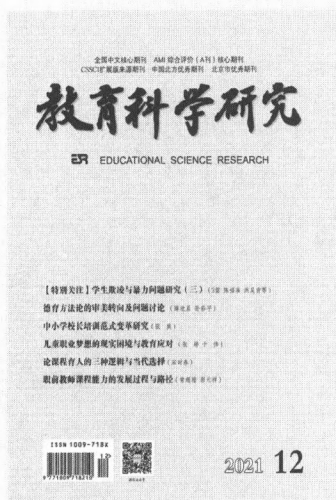 全国中文核心期刊 AMI 综合评价(A刊)核心期刊
CSSCI扩展版来源期刊 中国北方优秀期刊 北京市优秀期刊
教育科学研究
ESR EDUCATIONAL SCIENCE RESEARCH
【特别关注】学生欺凌与暴力问题研究(三)
德育方法论的审美转向及问题讨论
中小学校长培训范式变革研究
儿童职业梦想的现实困境与教育应对
论课程育人的三种逻辑与当代选择
职前教师课程能力的发展过程与路径
ISSN 1009-718X
12
9 771009 718210
2021 12